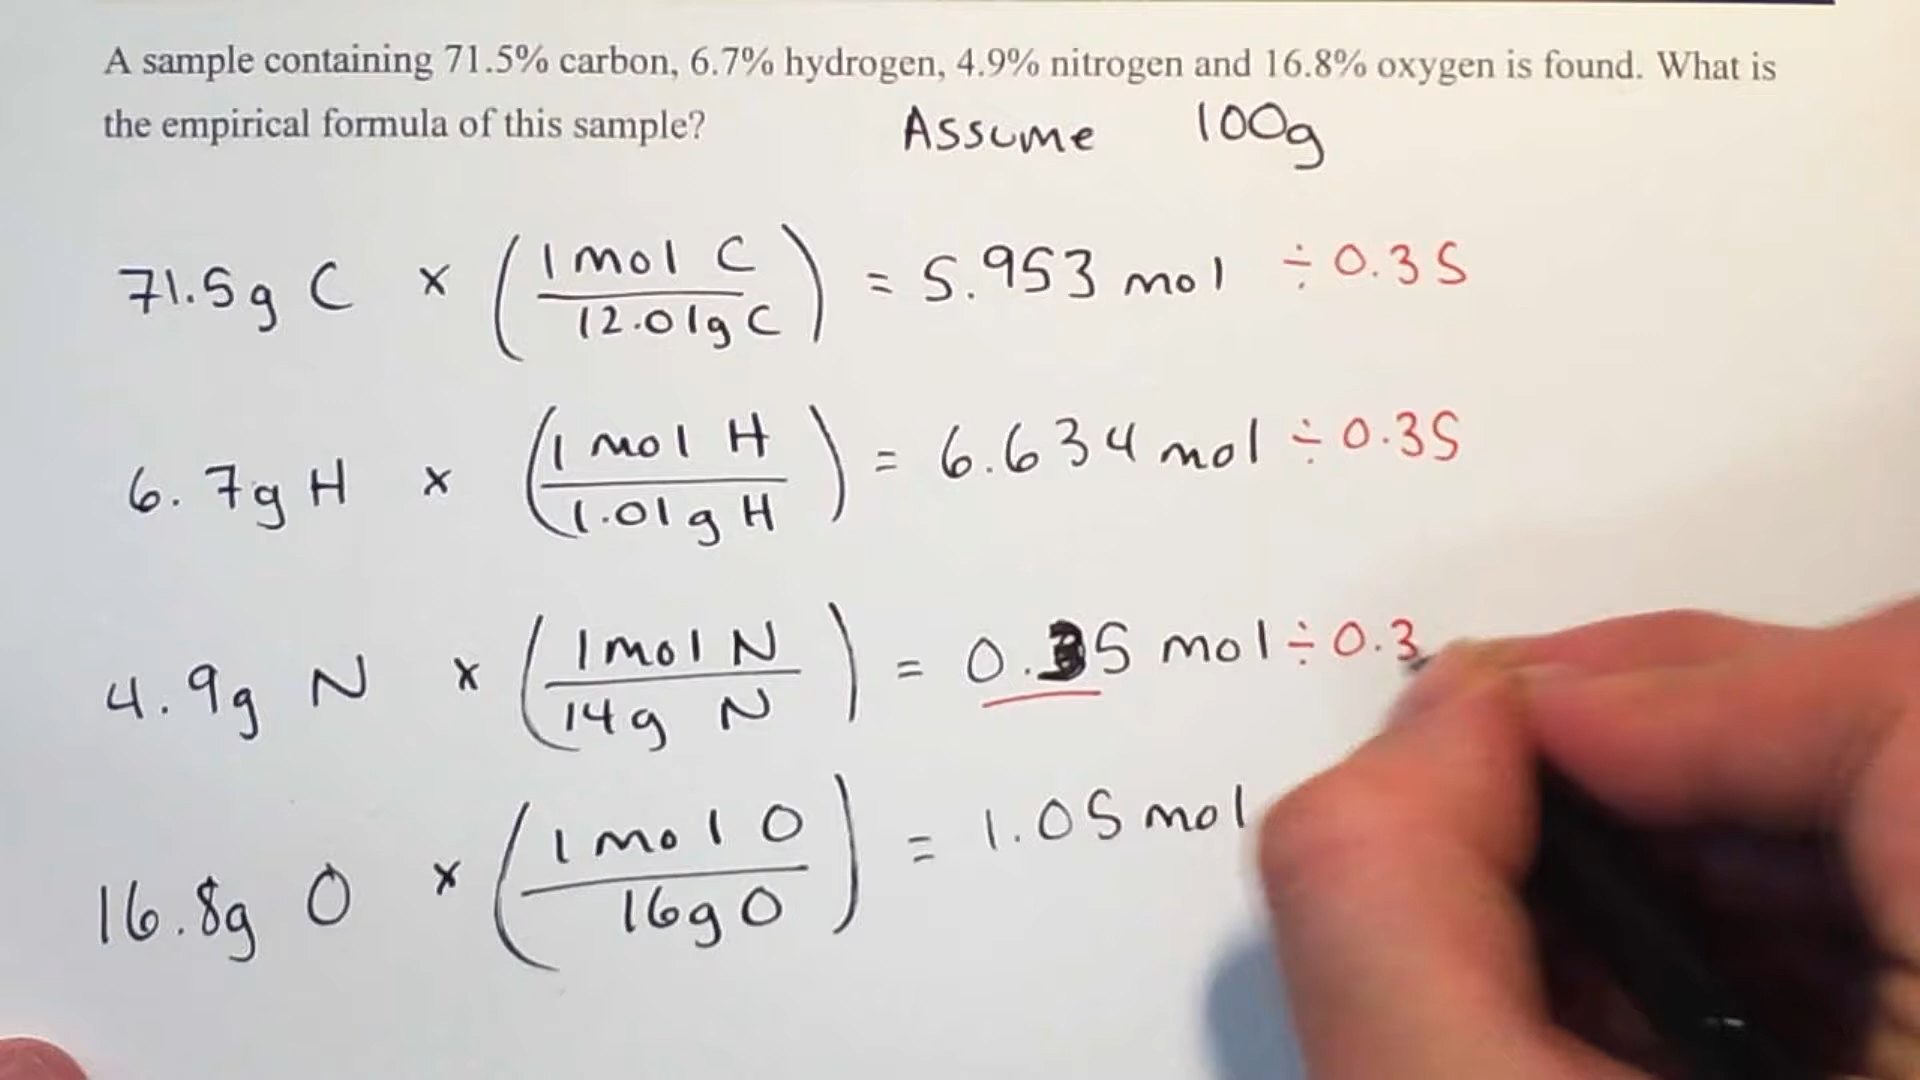 A sample containing 71.5% carbon, 6.7% hydrogen, 4.9% nitrogen and 16.8% oxygen is found. What is
the empirical formula of this sample? Assume 100g
71.5g C × (1 mol C / 12.01g C) = 5.953 mol ÷ 0.35
6.7g H × (1 mol H / 1.01g H) = 6.634 mol ÷ 0.35
4.9g N × (1 mol N / 14g N) = 0.35 mol ÷ 0.3
16.8g O × (1 mol O / 16g O) = 1.05 mol